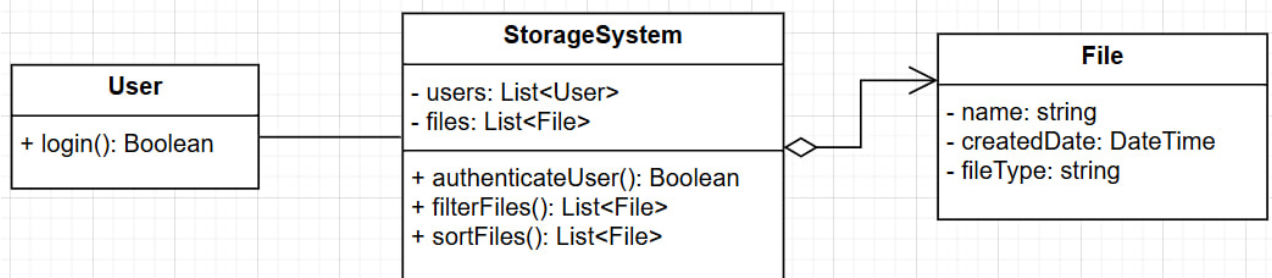 User
+ login(): Boolean
StorageSystem
- users: List<User>
- files: List<File>
+ authenticateUser(): Boolean
+ filterFiles(): List<File>
+ sortFiles(): List<File>
File
- name: string
- createdDate: DateTime
- fileType: string